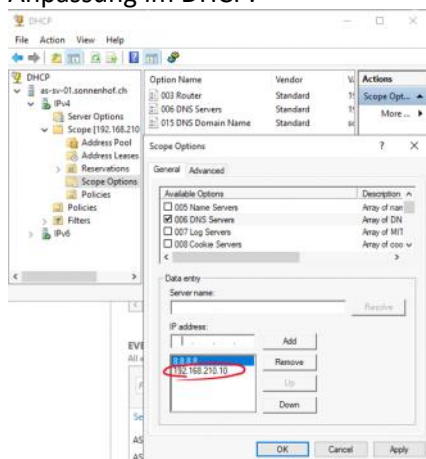 DHCP
File Action View Help
DHCP
as-sv-01.sonnenhof.ch
IPv4
Server Options
Scope [192.168.210
Address Pool
Address Leases
Reservations
Scope Options
Policies
Policies
Filters
IPv6
Option Name Vendor
003 Router Standard
006 DNS Servers Standard
015 DNS Domain Name Standard
Actions
Scope Opt...
More ...
Scope Options ? X
General Advanced
Available Options Description
005 Name Servers Array of nan
006 DNS Servers Array of DN
007 Log Servers Array of MIT
008 Cookie Servers Array of coo
Data entry
Server name:
Resolve
IP address:
Add
8.8.8.8
192.168.210.10
Remove
Up
Down
OK Cancel Apply